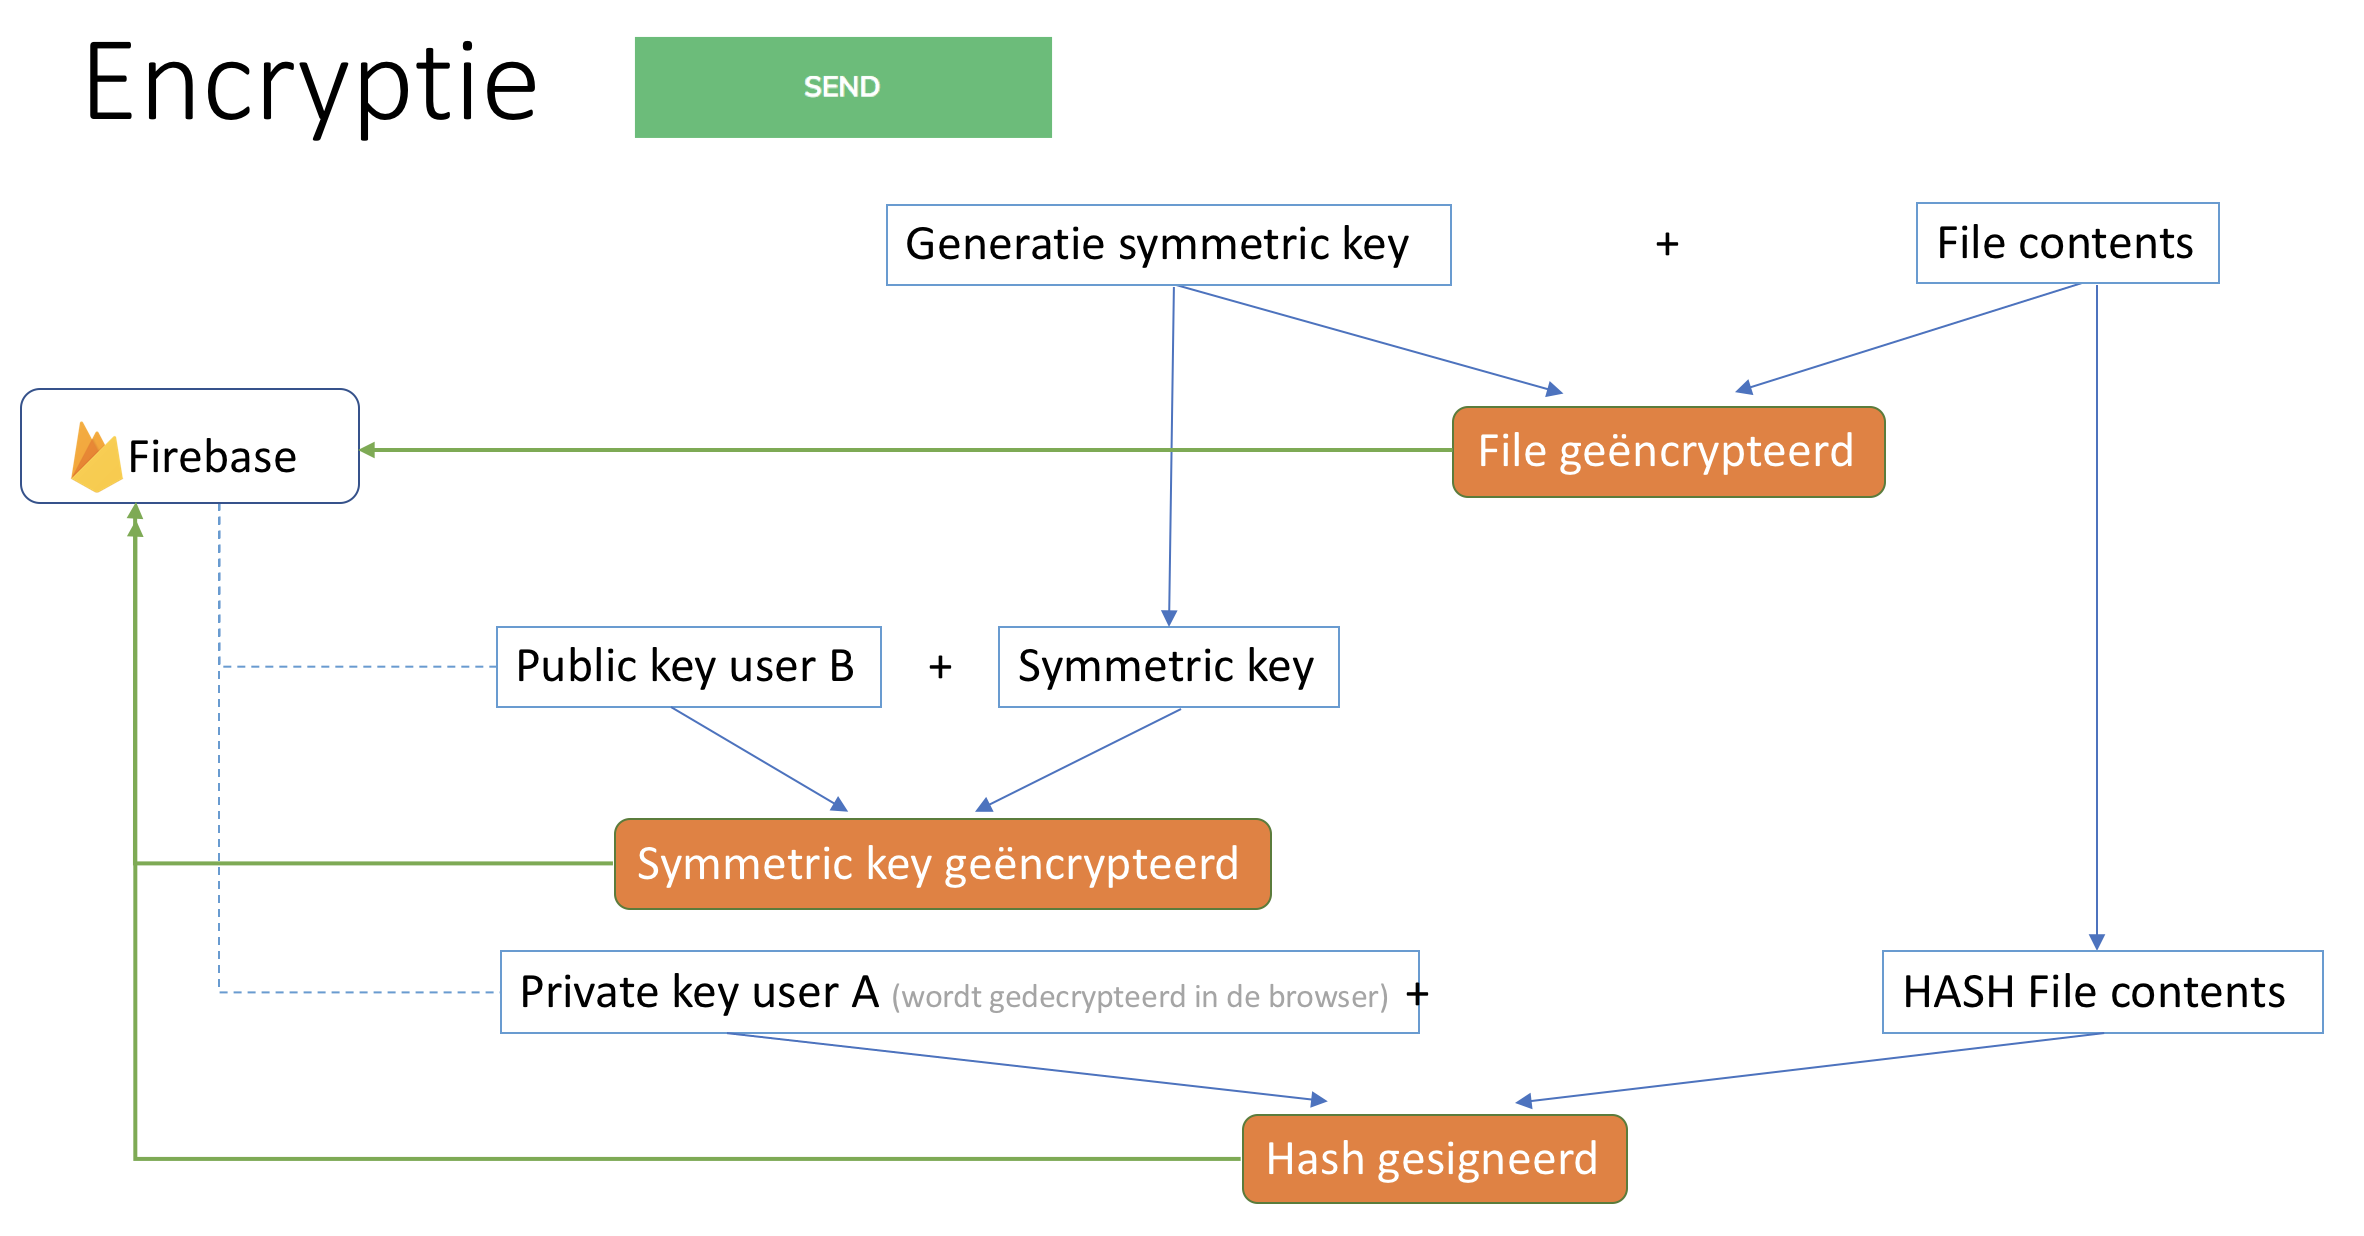 Encryptie
SEND
Generatie symmetric key + File contents
Firebase
File geëncrypteerd
Public key user B + Symmetric key
Symmetric key geëncrypteerd
Private key user A (wordt gedecrypteerd in de browser) + HASH File contents
Hash gesigneerd